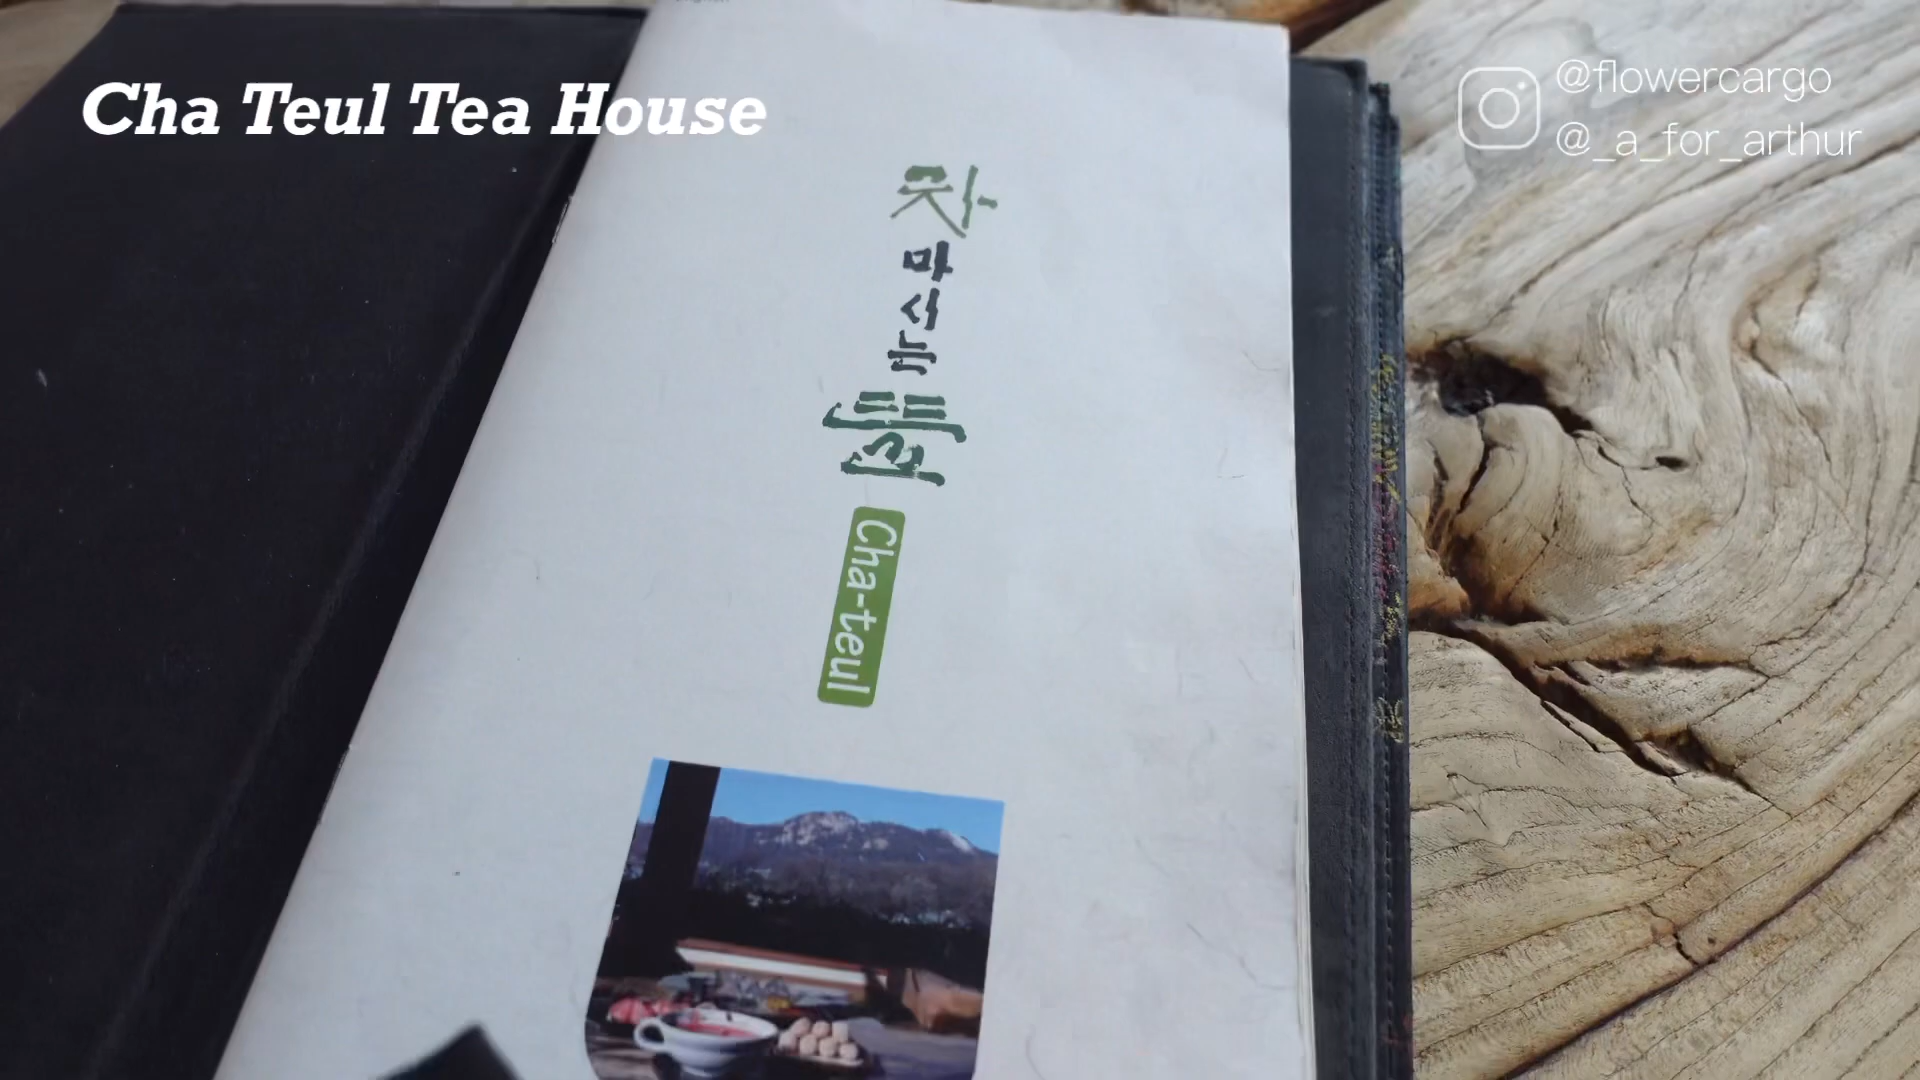 Cha Teul Tea House
@flowercargo
@_a_for_arthur
차마시는뜰
Cha-teul